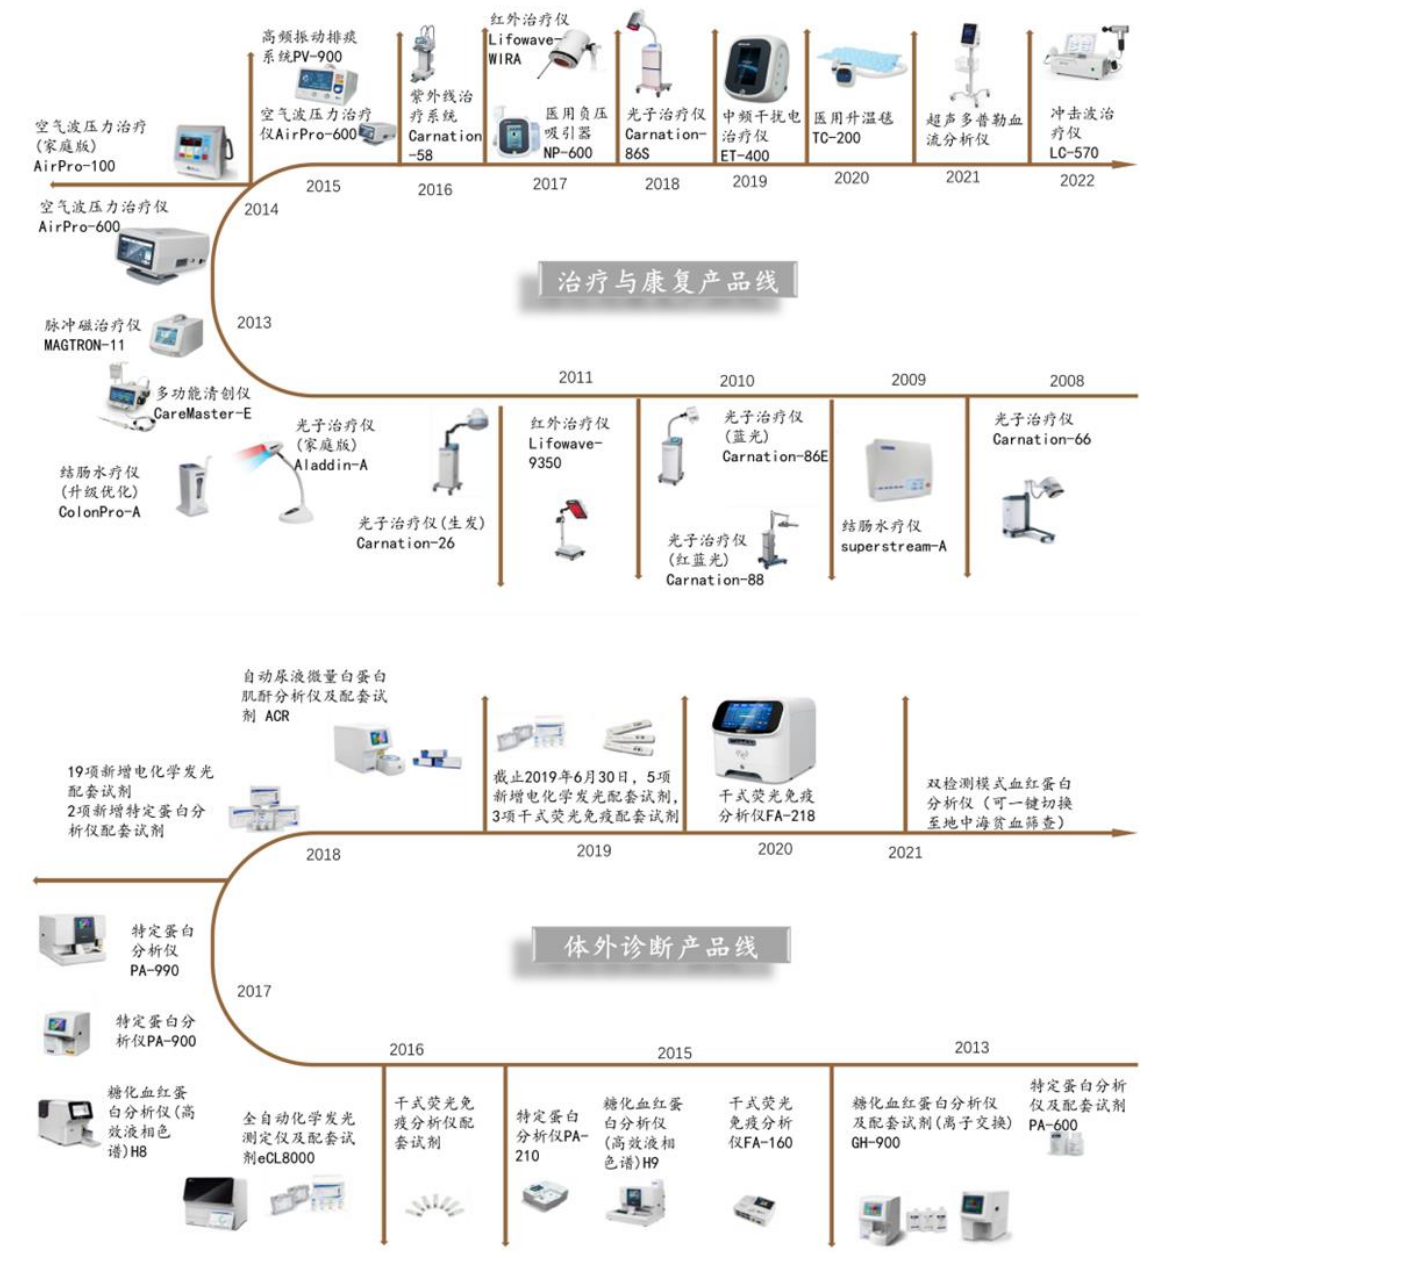 高频振动排痰
系统PV-900
空气波压力治疗
仪AirPro-600
紫外线治
疗系统
Carnation
-58
红外治疗仪
Lifowave-
WIRA
医用负压
吸引器
NP-600
光子治疗仪
Carnation-
86S
中频干扰电
治疗仪
ET-400
医用升温毯
TC-200
超声多普勒血
流分析仪
冲击波治
疗仪
LC-570
空气波压力治疗
(家庭版)
AirPro-100
2015
2016
2017
2018
2019
2020
2021
2022
2014
空气波压力治疗仪
AirPro-600
治疗与康复产品线
2013
脉冲磁治疗仪
MAGTRON-11
多功能清创仪
CareMaster-E
结肠水疗仪
(升级优化)
ColonPro-A
光子治疗仪
(家庭版)
Aladdin-A
光子治疗仪(生发)
Carnation-26
2011
2010
2009
2008
红外治疗仪
Lifowave-
9350
光子治疗仪
(蓝光)
Carnation-86E
光子治疗仪
(红蓝光)
Carnation-88
结肠水疗仪
superstream-A
光子治疗仪
Carnation-66
自动尿液微量白蛋白
肌酐分析仪及配套试
剂 ACR
19项新增电化学发光
配套试剂
2项新增特定蛋白分
析仪配套试剂
截止2019年6月30日，5项
新增电化学发光配套试剂，
3项干式荧光免疫配套试剂
干式荧光免疫
分析仪FA-218
双检测模式血红蛋白
分析仪（可一键切换
至地中海贫血筛查）
2018
2019
2020
2021
特定蛋白
分析仪
PA-990
体外诊断产品线
2017
特定蛋白分
析仪PA-900
糖化血红蛋
白分析仪(高
效液相色
谱)H8
全自动化学发光
测定仪及配套试
剂eCL8000
2016
2015
2013
干式荧光免
疫分析仪配
套试剂
特定蛋白
分析仪PA-
210
糖化血红蛋
白分析仪
(高效液相
色谱)H9
干式荧光
免疫分析
仪FA-160
糖化血红蛋白分析仪
及配套试剂(离子交换)
GH-900
特定蛋白分析
仪及配套试剂
PA-600